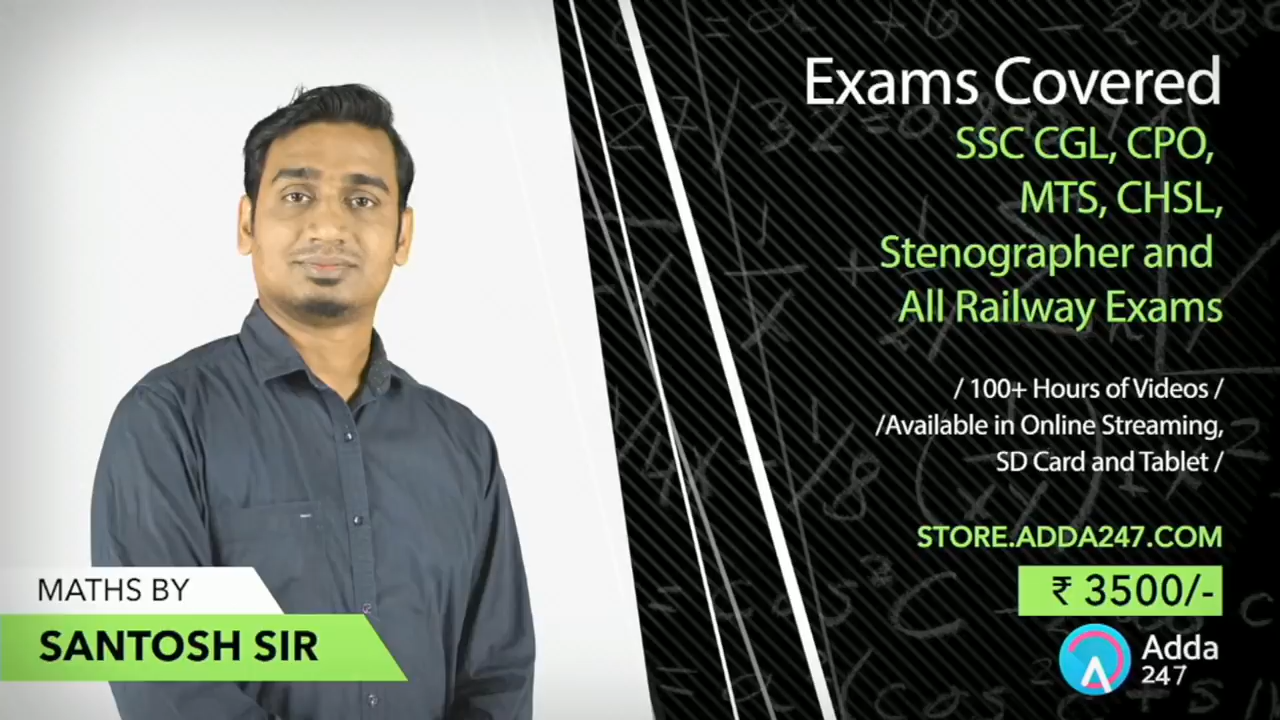 Exams Covered
SSC CGL, CPO,
MTS, CHSL,
Stenographer and
All Railway Exams
/ 100+ Hours of Videos /
/Available in Online Streaming,
SD Card and Tablet /
STORE.ADDA247.COM
₹ 3500/-
Adda
247
MATHS BY
SANTOSH SIR